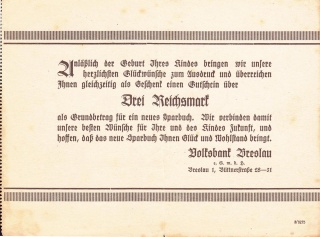 Anläßlich der Geburt Ihres Kindes bringen wir unsere
herzlichsten Glückwünsche zum Ausdruck und überreichen
Ihnen gleichzeitig als Geschenk einen Gutschein über
Drei Reichsmark
als Grundbetrag für ein neues Sparbuch. Wir verbinden damit
unsere besten Wünsche für Ihre und des Kindes Zukunft, und
hoffen, daß das neue Sparbuch Ihnen Glück und Wohlstand bringt.
Volksbank Breslau
e. G. m. b. H.
Breslau 1, Büttnerstraße 28—31